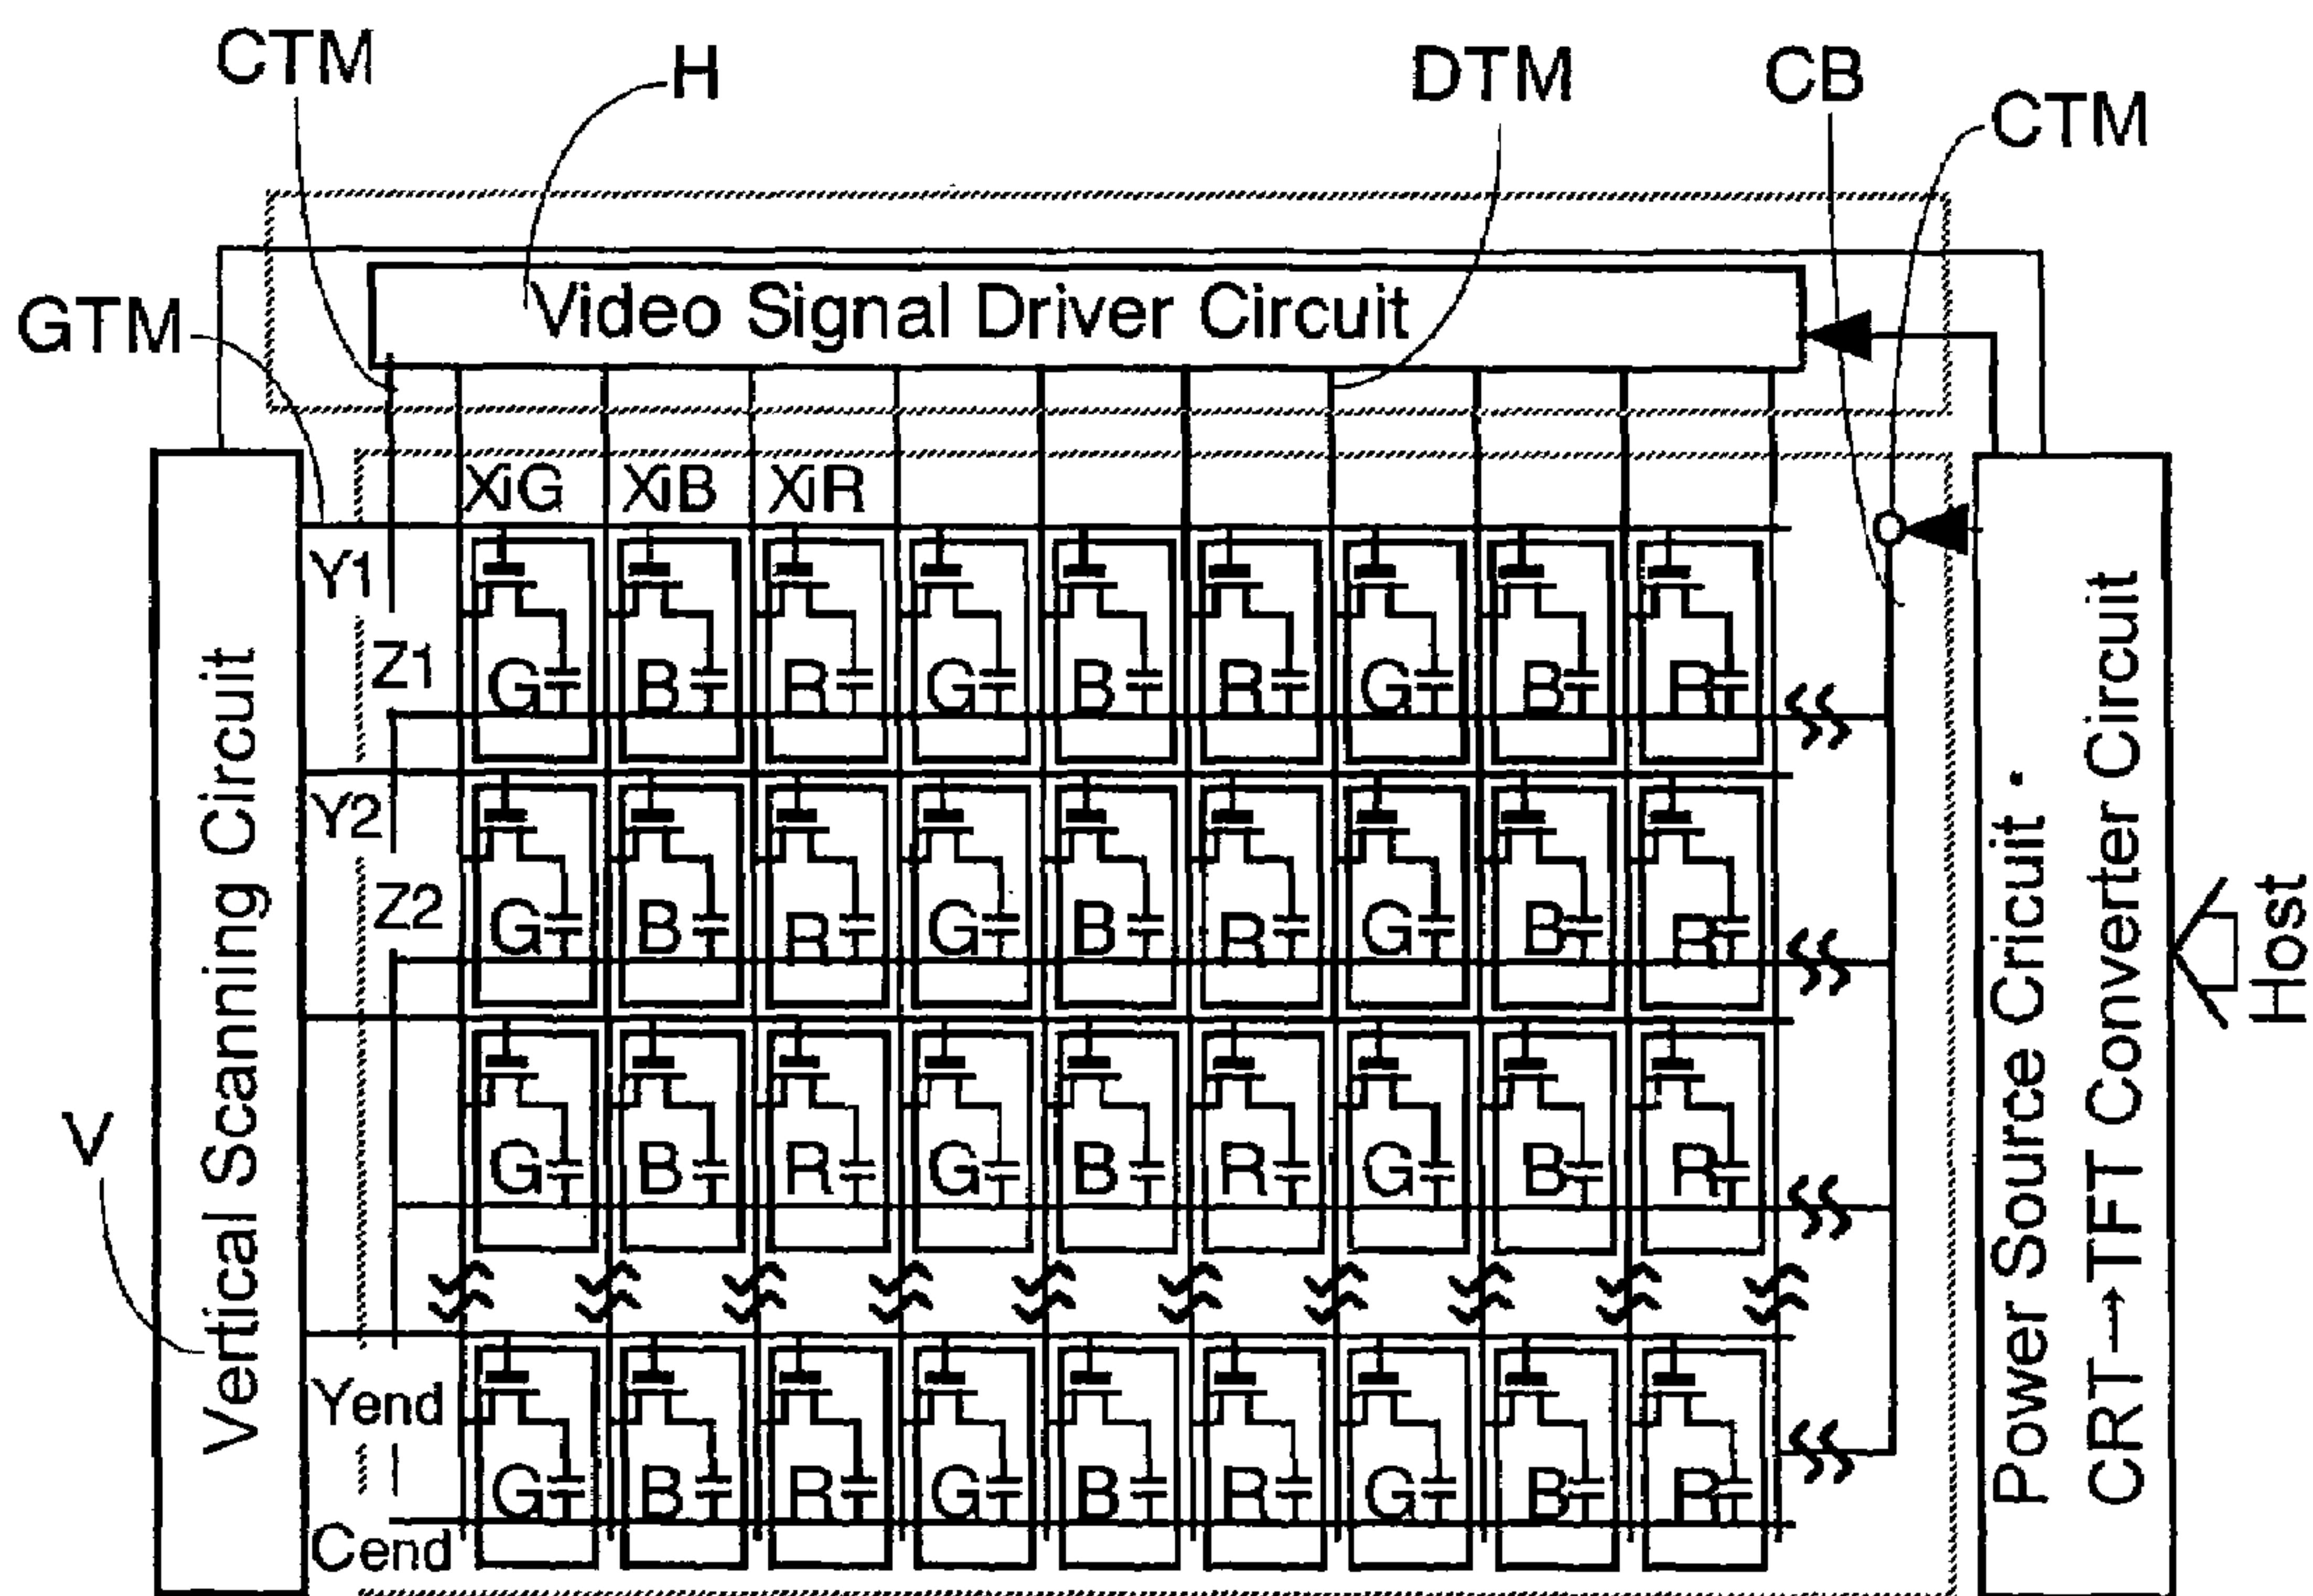 CTM
H
DTM
CB
CTM
GTM
Video Signal Driver Circuit
XiG XiB XiR
Y1
Z1
G B R G B R G B R
Y2
Z2
G B R G B R G B R
G B R G B R G B R
Yend
G B R G B R G B R
Cend
V
Vertical Scanning Circuit
Power Source Cricuit ·
CRT→TFT Converter Circuit
Host